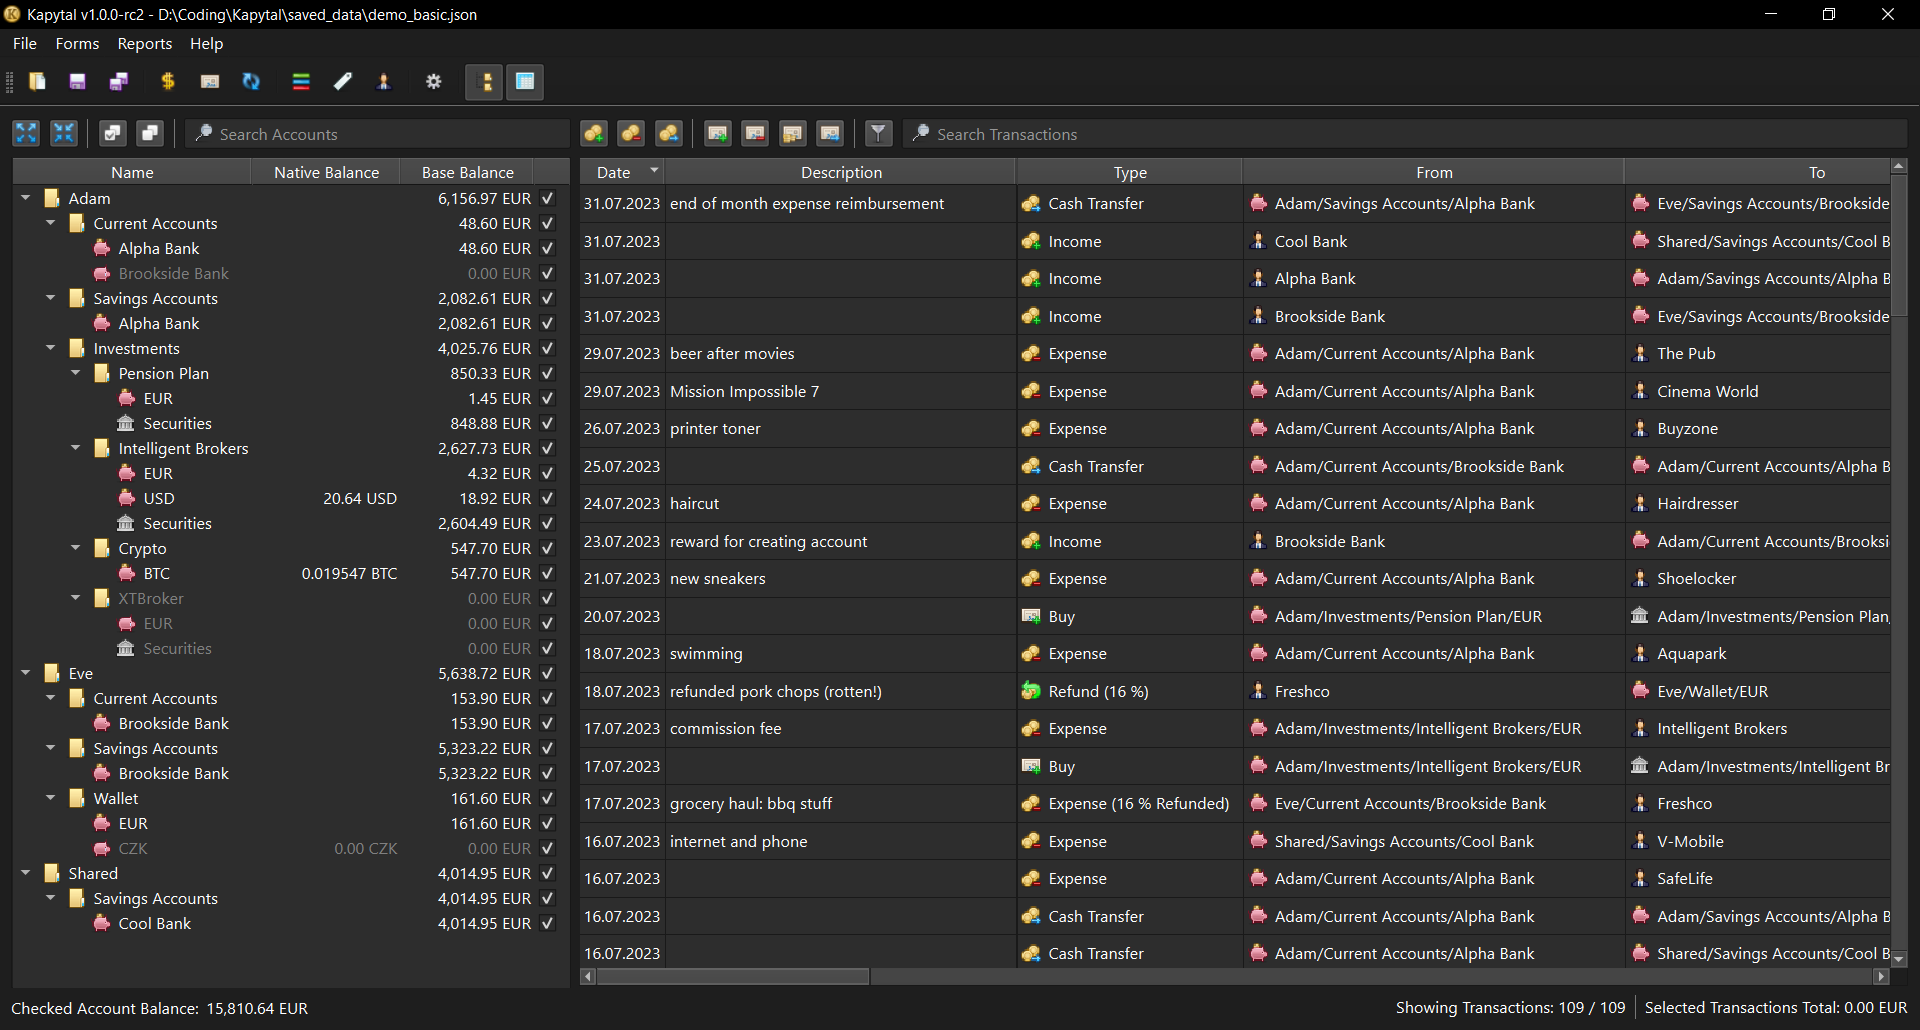 Kapytal v1.0.0-rc2 - D:\Coding\Kapytal\saved_data\demo_basic.json
File Forms Reports Help
Search Accounts
Name Native Balance Base Balance
Adam 6,156.97 EUR
Current Accounts 48.60 EUR
Alpha Bank 48.60 EUR
Brookside Bank 0.00 EUR
Savings Accounts 2,082.61 EUR
Alpha Bank 2,082.61 EUR
Investments 4,025.76 EUR
Pension Plan 850.33 EUR
EUR 1.45 EUR
Securities 848.88 EUR
Intelligent Brokers 2,627.73 EUR
EUR 4.32 EUR
USD 20.64 USD 18.92 EUR
Securities 2,604.49 EUR
Crypto 547.70 EUR
BTC 0.019547 BTC 547.70 EUR
XTBroker 0.00 EUR
EUR 0.00 EUR
Securities 0.00 EUR
Eve 5,638.72 EUR
Current Accounts 153.90 EUR
Brookside Bank 153.90 EUR
Savings Accounts 5,323.22 EUR
Brookside Bank 5,323.22 EUR
Wallet 161.60 EUR
EUR 161.60 EUR
CZK 0.00 CZK 0.00 EUR
Shared 4,014.95 EUR
Savings Accounts 4,014.95 EUR
Cool Bank 4,014.95 EUR
Search Transactions
Date Description Type From To
31.07.2023 end of month expense reimbursement Cash Transfer Adam/Savings Accounts/Alpha Bank Eve/Savings Accounts/Brookside
31.07.2023 Income Cool Bank Shared/Savings Accounts/Cool B
31.07.2023 Income Alpha Bank Adam/Savings Accounts/Alpha B
31.07.2023 Income Brookside Bank Eve/Savings Accounts/Brookside
29.07.2023 beer after movies Expense Adam/Current Accounts/Alpha Bank The Pub
29.07.2023 Mission Impossible 7 Expense Adam/Current Accounts/Alpha Bank Cinema World
26.07.2023 printer toner Expense Adam/Current Accounts/Alpha Bank Buyzone
25.07.2023 Cash Transfer Adam/Current Accounts/Brookside Bank Adam/Current Accounts/Alpha B
24.07.2023 haircut Expense Adam/Current Accounts/Alpha Bank Hairdresser
23.07.2023 reward for creating account Income Brookside Bank Adam/Current Accounts/Brooksi
21.07.2023 new sneakers Expense Adam/Current Accounts/Alpha Bank Shoelocker
20.07.2023 Buy Adam/Investments/Pension Plan/EUR Adam/Investments/Pension Plan/
18.07.2023 swimming Expense Adam/Current Accounts/Alpha Bank Aquapark
18.07.2023 refunded pork chops (rotten!) Refund (16 %) Freshco Eve/Wallet/EUR
17.07.2023 commission fee Expense Adam/Investments/Intelligent Brokers/EUR Intelligent Brokers
17.07.2023 Buy Adam/Investments/Intelligent Brokers/EUR Adam/Investments/Intelligent Br
17.07.2023 grocery haul: bbq stuff Expense (16 % Refunded) Eve/Current Accounts/Brookside Bank Freshco
16.07.2023 internet and phone Expense Shared/Savings Accounts/Cool Bank V-Mobile
16.07.2023 Expense Adam/Current Accounts/Alpha Bank SafeLife
16.07.2023 Cash Transfer Adam/Current Accounts/Alpha Bank Adam/Savings Accounts/Alpha B
16.07.2023 Cash Transfer Adam/Current Accounts/Alpha Bank Shared/Savings Accounts/Cool B
Checked Account Balance: 15,810.64 EUR
Showing Transactions: 109 / 109 Selected Transactions Total: 0.00 EUR